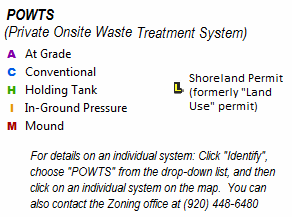 POWTS
(Private Onsite Waste Treatment System)
A At Grade
C Conventional
H Holding Tank
I In-Ground Pressure
M Mound
L Shoreland Permit
(formerly "Land
Use" permit)
For details on an individual system: Click "Identify",
choose "POWTS" from the drop-down list, and then
click on an individual system on the map. You can
also contact the Zoning office at (920) 448-6480